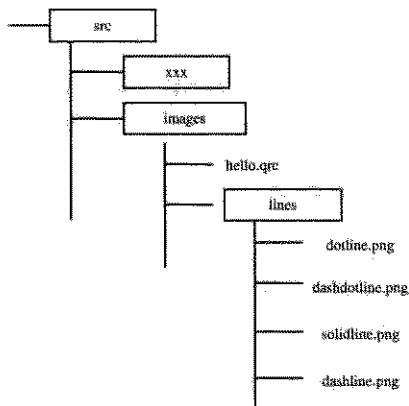 src
xxx
images
hello.qrc
lines
dotline.png
dashdotline.png
solidline.png
dashline.png